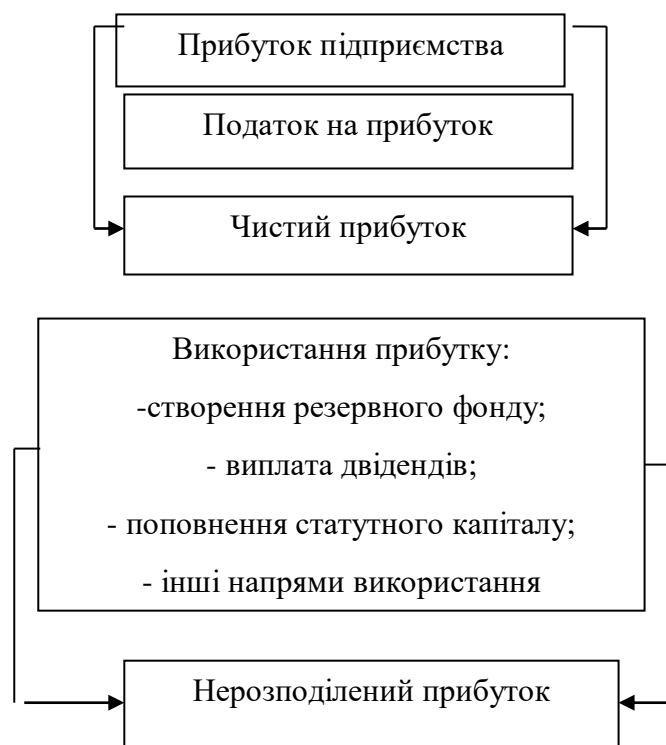 Прибуток підприємства
Податок на прибуток
Чистий прибуток
Використання прибутку:
-створення резервного фонду;
- виплата двідендів;
- поповнення статутного капіталу;
- інші напрями використання
Нерозподілений прибуток